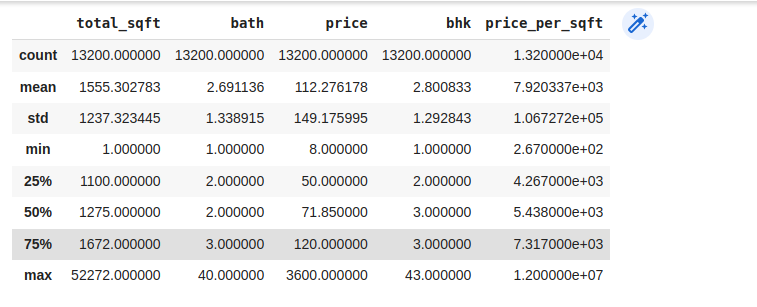 total_sqft bath price bhk price_per_sqft
count 13200.000000 13200.000000 13200.000000 13200.000000 1.320000e+04
mean 1555.302783 2.691136 112.276178 2.800833 7.920337e+03
std 1237.323445 1.338915 149.175995 1.292843 1.067272e+05
min 1.000000 1.000000 8.000000 1.000000 2.670000e+02
25% 1100.000000 2.000000 50.000000 2.000000 4.267000e+03
50% 1275.000000 2.000000 71.850000 3.000000 5.438000e+03
75% 1672.000000 3.000000 120.000000 3.000000 7.317000e+03
max 52272.000000 40.000000 3600.000000 43.000000 1.200000e+07